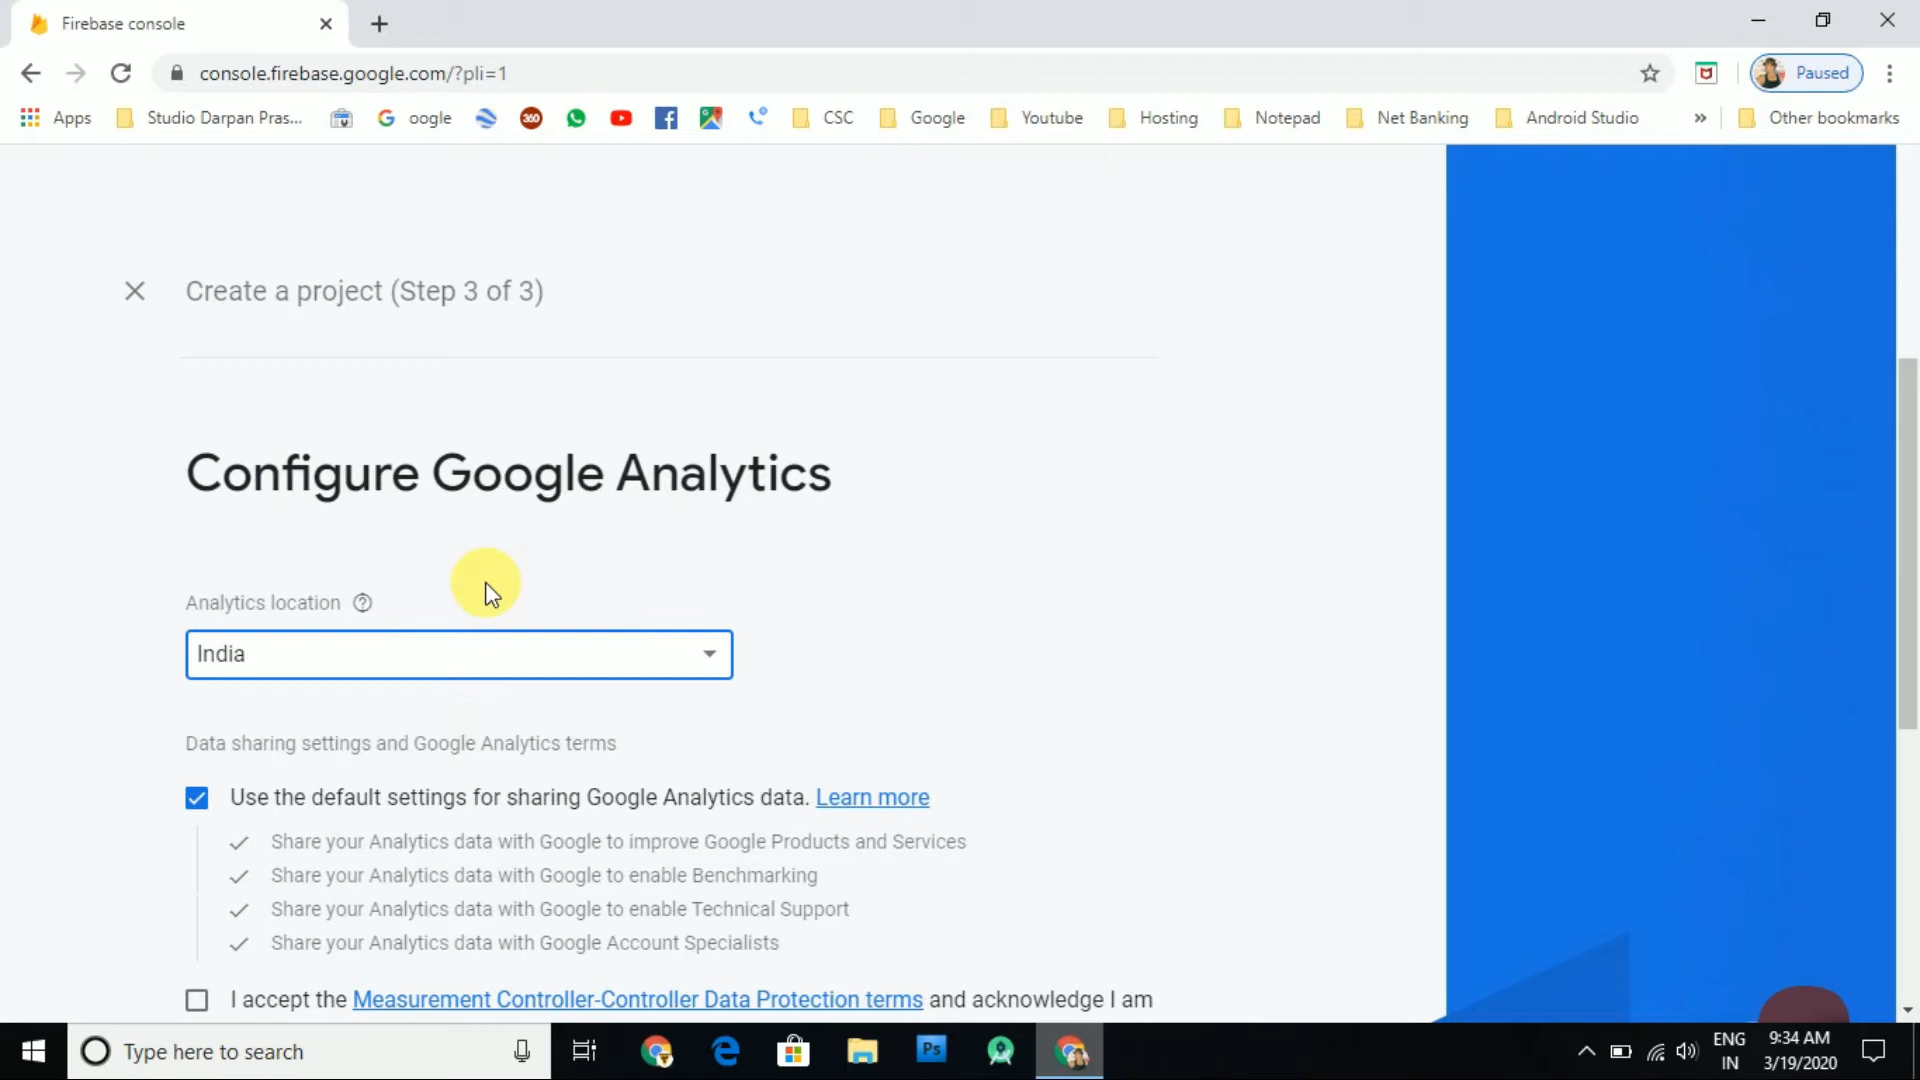 Firebase console
console.firebase.google.com/?pli=1
Paused
Apps
Studio Darpan Pras...
G oogle
360
CSC
Google
Youtube
Hosting
Notepad
Net Banking
Android Studio
»
Other bookmarks
Create a project (Step 3 of 3)
Configure Google Analytics
Analytics location
India
Data sharing settings and Google Analytics terms
Use the default settings for sharing Google Analytics data. Learn more
Share your Analytics data with Google to improve Google Products and Services
Share your Analytics data with Google to enable Benchmarking
Share your Analytics data with Google to enable Technical Support
Share your Analytics data with Google Account Specialists
I accept the Measurement Controller-Controller Data Protection terms and acknowledge I am
Type here to search
Ps
ENG
IN
9:34 AM
3/19/2020